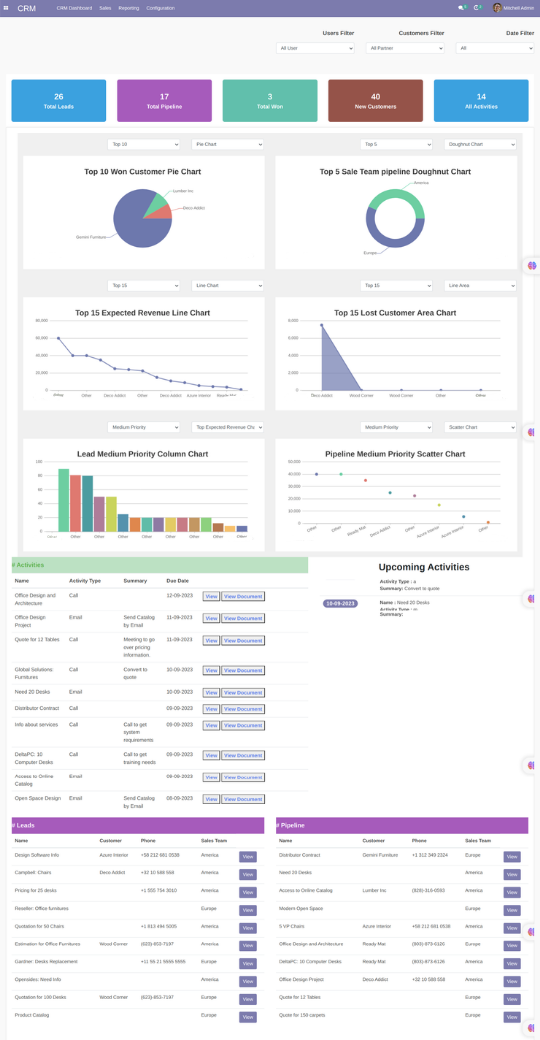 CRM CRM Dashboard Sales Reporting Configuration Mitchell Admin
Users Filter Customers Filter Date Filter
All User All Partner All
26 17 3 40 14
Total Leads Total Pipeline Total Won New Customers All Activities
Top 10 Pie Chart Top 5 Doughnut Chart
Top 10 Won Customer Pie Chart
Lumber Inc
Deco Addict
Gemini Furniture
Top 5 Sale Team pipeline Doughnut Chart
America
Europe
Top 15 Line Chart Top 15 Line Area
Top 15 Expected Revenue Line Chart
80,000
60,000
40,000
20,000
0
Other Deco Addict Other Deco Addict Azure Interior Ready Mat
Top 15 Lost Customer Area Chart
8,000
6,000
4,000
2,000
0
Deco Addict Wood Corner Wood Corner Other Other
Medium Priority Top Expected Revenue Medium Priority Scatter Chart
Lead Medium Priority Column Chart
100
80
60
40
20
0
Other Other Other Other Other Other Other Other
Pipeline Medium Priority Scatter Chart
50,000
40,000
30,000
20,000
10,000
0
Other Other Ready Mat Deco Addict Other Azure Interior Azure Interior Other
# Activities
Name Activity Type Summary Due Date
Office Design and Architecture Call 12-09-2023 View View Document
Office Design Project Email Send Catalog by Email 11-09-2023 View View Document
Quote for 12 Tables Call Meeting to go over pricing information. 11-09-2023 View View Document
Global Solutions: Furnitures Call Convert to quote 10-09-2023 View View Document
Need 20 Desks Email 10-09-2023 View View Document
Distributor Contract Call 09-09-2023 View View Document
Info about services Call Call to get system requirements 09-09-2023 View View Document
DeltaPC: 10 Computer Desks Call Call to get training needs 09-09-2023 View View Document
Access to Online Catalog Email 08-09-2023 View View Document
Open Space Design Email Send Catalog by Email 08-09-2023 View View Document
Upcoming Activities
Activity Type :
Summary: Convert to quote
10-09-2023
Name : Need 20 Desks
Activity Type :
Summary:
# Leads
Name Customer Phone Sales Team
Design Software Info Azure Interior +58 212 681 0538 America View
Campbell: Chairs Deco Addict +32 10 588 558 America View
Pricing for 25 desks +1 555 754 3010 America View
Reseller: Office furnitures Europe View
Quotation for 50 Chairs +1 813 494 5005 America View
Estimation for Office Furnitures Wood Corner (623)-853-7197 Europe View
Gardner: Desks Replacement +11 55-21 5555 5555 Europe View
Opensides: Need Info America View
Quotation for 100 Desks Wood Corner (623)-853-7197 Europe View
Product Catalog Europe View
# Pipeline
Name Customer Phone Sales Team
Distributor Contract Gemini Furniture +1 312 349 2324 Europe View
Need 20 Desks America View
Access to Online Catalog Lumber Inc (828)-316-0593 America View
Modern Open Space Europe View
5 VP Chairs Azure Interior +58 212 681 0538 America View
Office Design and Architecture Ready Mat (803)-873-6126 Europe View
DeltaPC: 10 Computer Desks Ready Mat (803)-873-6126 Europe View
Office Design Project Deco Addict +32 10 588 558 America View
Quote for 12 Tables America View
Quote for 150 carpets Europe View